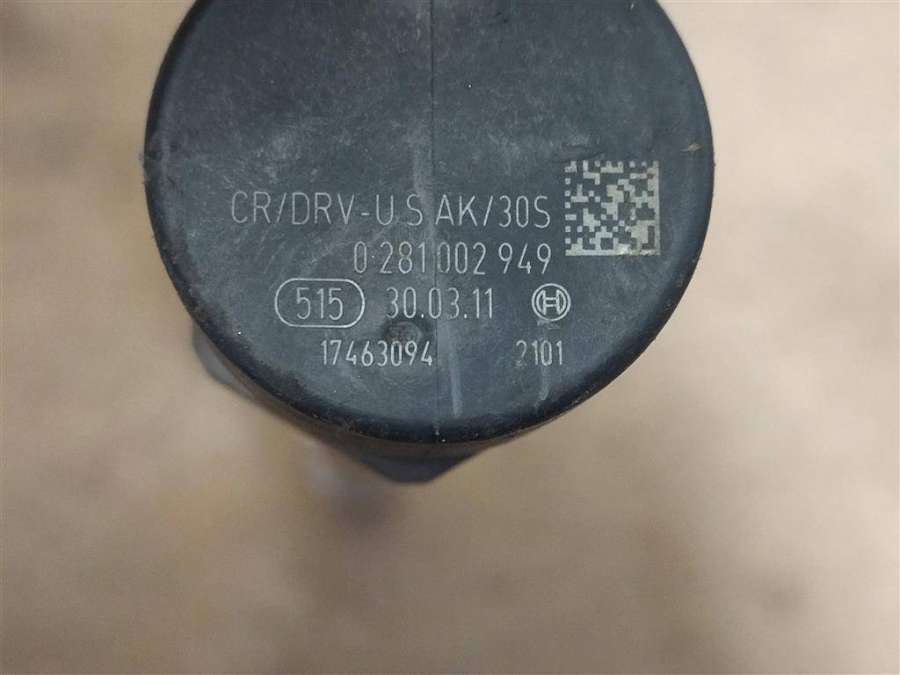 CR/DRV-U S AK/30S
0 281 002 949
515 30.03.11
17463094 2101